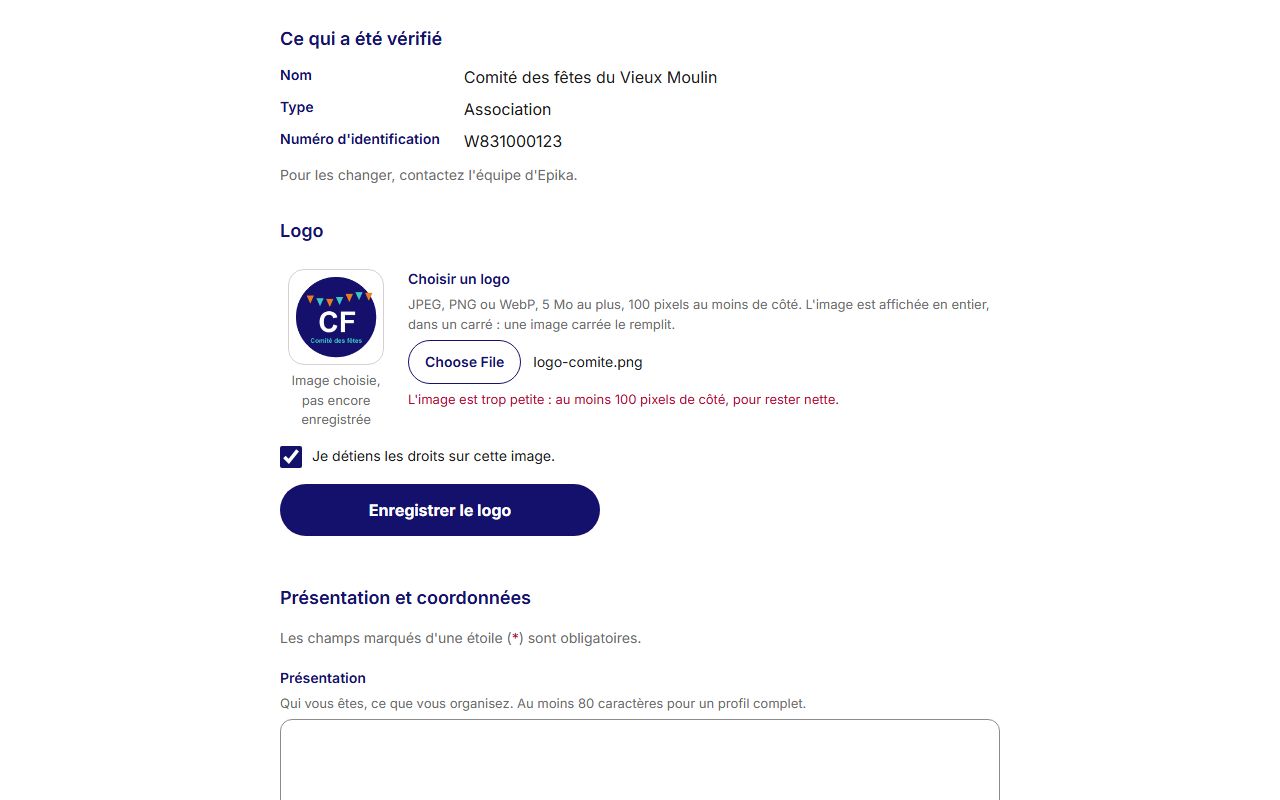 Ce qui a été vérifié
Nom
Comité des fêtes du Vieux Moulin
Type
Association
Numéro d'identification
W831000123
Pour les changer, contactez l'équipe d'Epika.
Logo
CF
Comité des fêtes
Image choisie,
pas encore
enregistrée
Choisir un logo
JPEG, PNG ou WebP, 5 Mo au plus, 100 pixels au moins de côté. L'image est affichée en entier,
dans un carré : une image carrée le remplit.
Choose File
logo-comite.png
L'image est trop petite : au moins 100 pixels de côté, pour rester nette.
Je détiens les droits sur cette image.
Enregistrer le logo
Présentation et coordonnées
Les champs marqués d'une étoile (*) sont obligatoires.
Présentation
Qui vous êtes, ce que vous organisez. Au moins 80 caractères pour un profil complet.